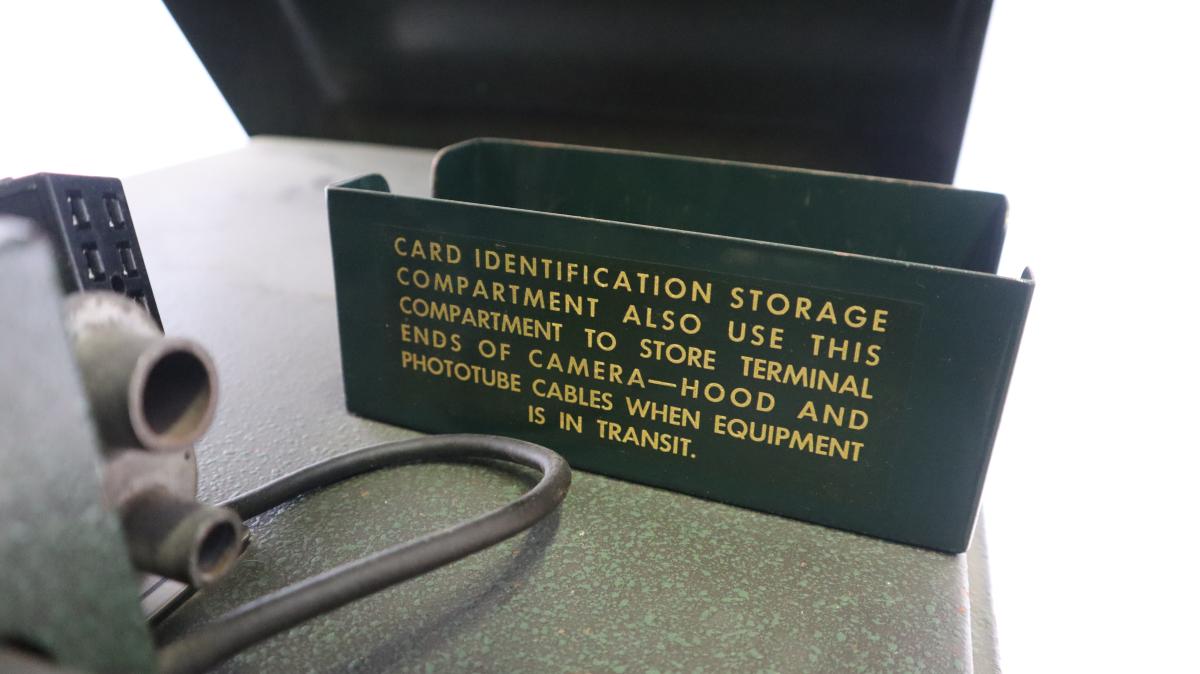 CARD IDENTIFICATION STORAGE
COMPARTMENT ALSO USE THIS
COMPARTMENT TO STORE TERMINAL
ENDS OF CAMERA—HOOD AND
PHOTOTUBE CABLES WHEN EQUIPMENT
IS IN TRANSIT.